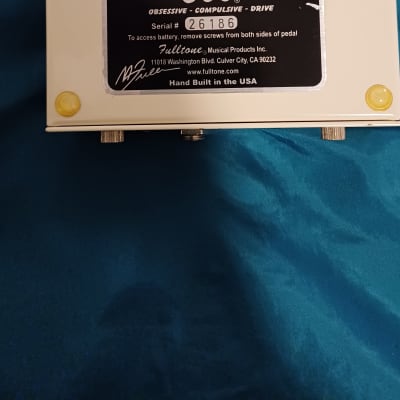 OBSESSIVE - COMPULSIVE - DRIVE
Serial # 26186
To access battery, remove screws from both sides of pedal
Fulltone® Musical Products Inc.
11018 Washington Blvd. Culver City, CA 90232
www.fulltone.com
Hand Built in the USA